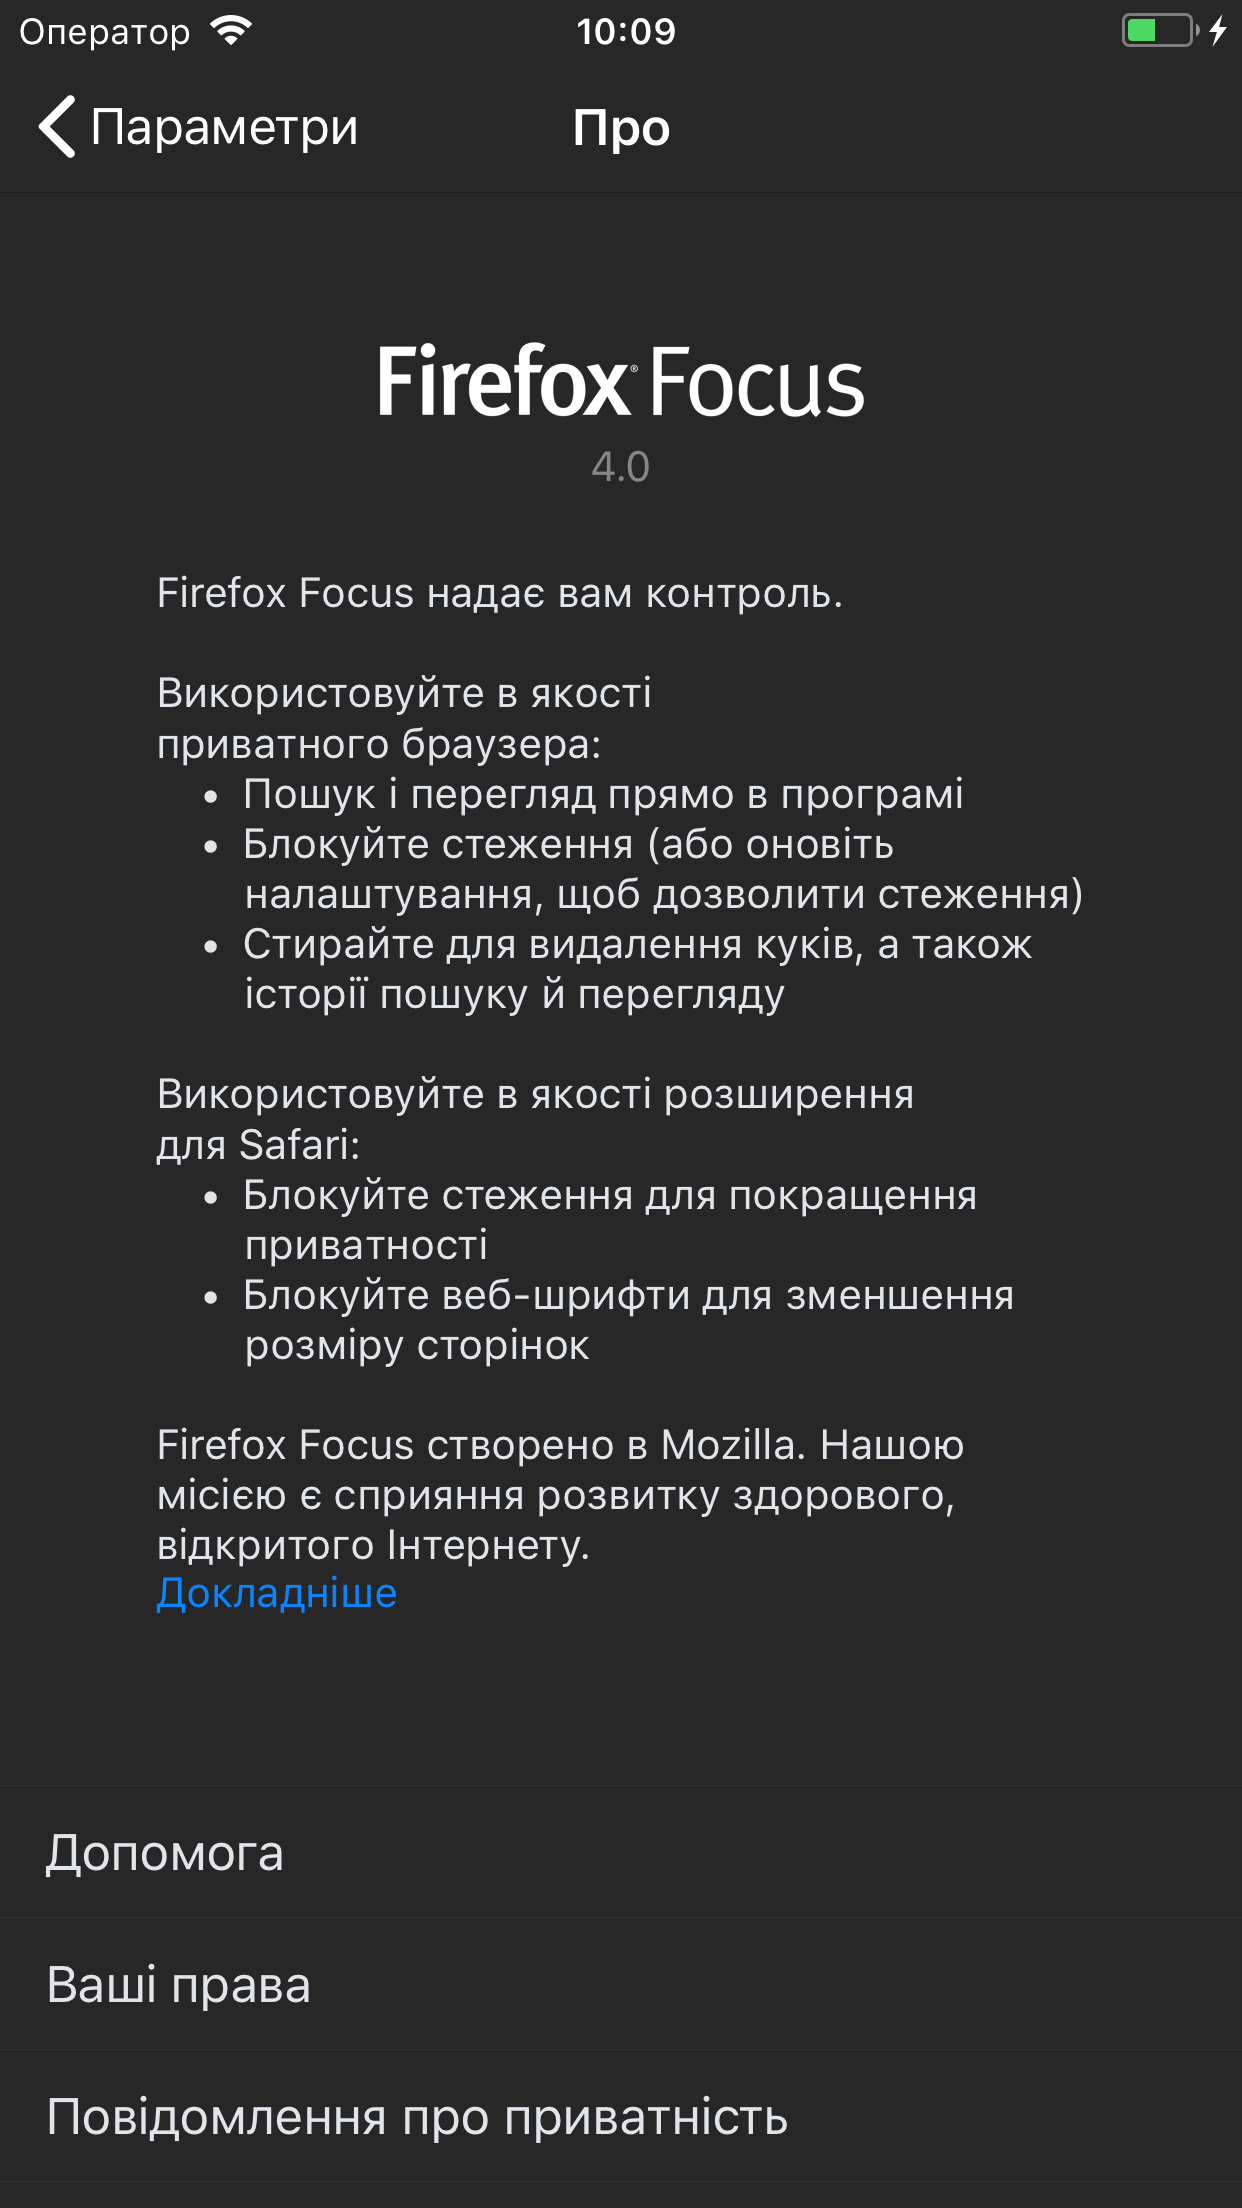 Оператор 10:09
Параметри Про
Firefox® Focus
4.0
Firefox Focus надає вам контроль.
Використовуйте в якості
приватного браузера:
• Пошук і перегляд прямо в програмі
• Блокуйте стеження (або оновіть
налаштування, щоб дозволити стеження)
• Стирайте для видалення куків, а також
історії пошуку й перегляду
Використовуйте в якості розширення
для Safari:
• Блокуйте стеження для покращення
приватності
• Блокуйте веб-шрифти для зменшення
розміру сторінок
Firefox Focus створено в Mozilla. Нашою
місією є сприяння розвитку здорового,
відкритого Інтернету.
Докладніше
Допомога
Ваші права
Повідомлення про приватність